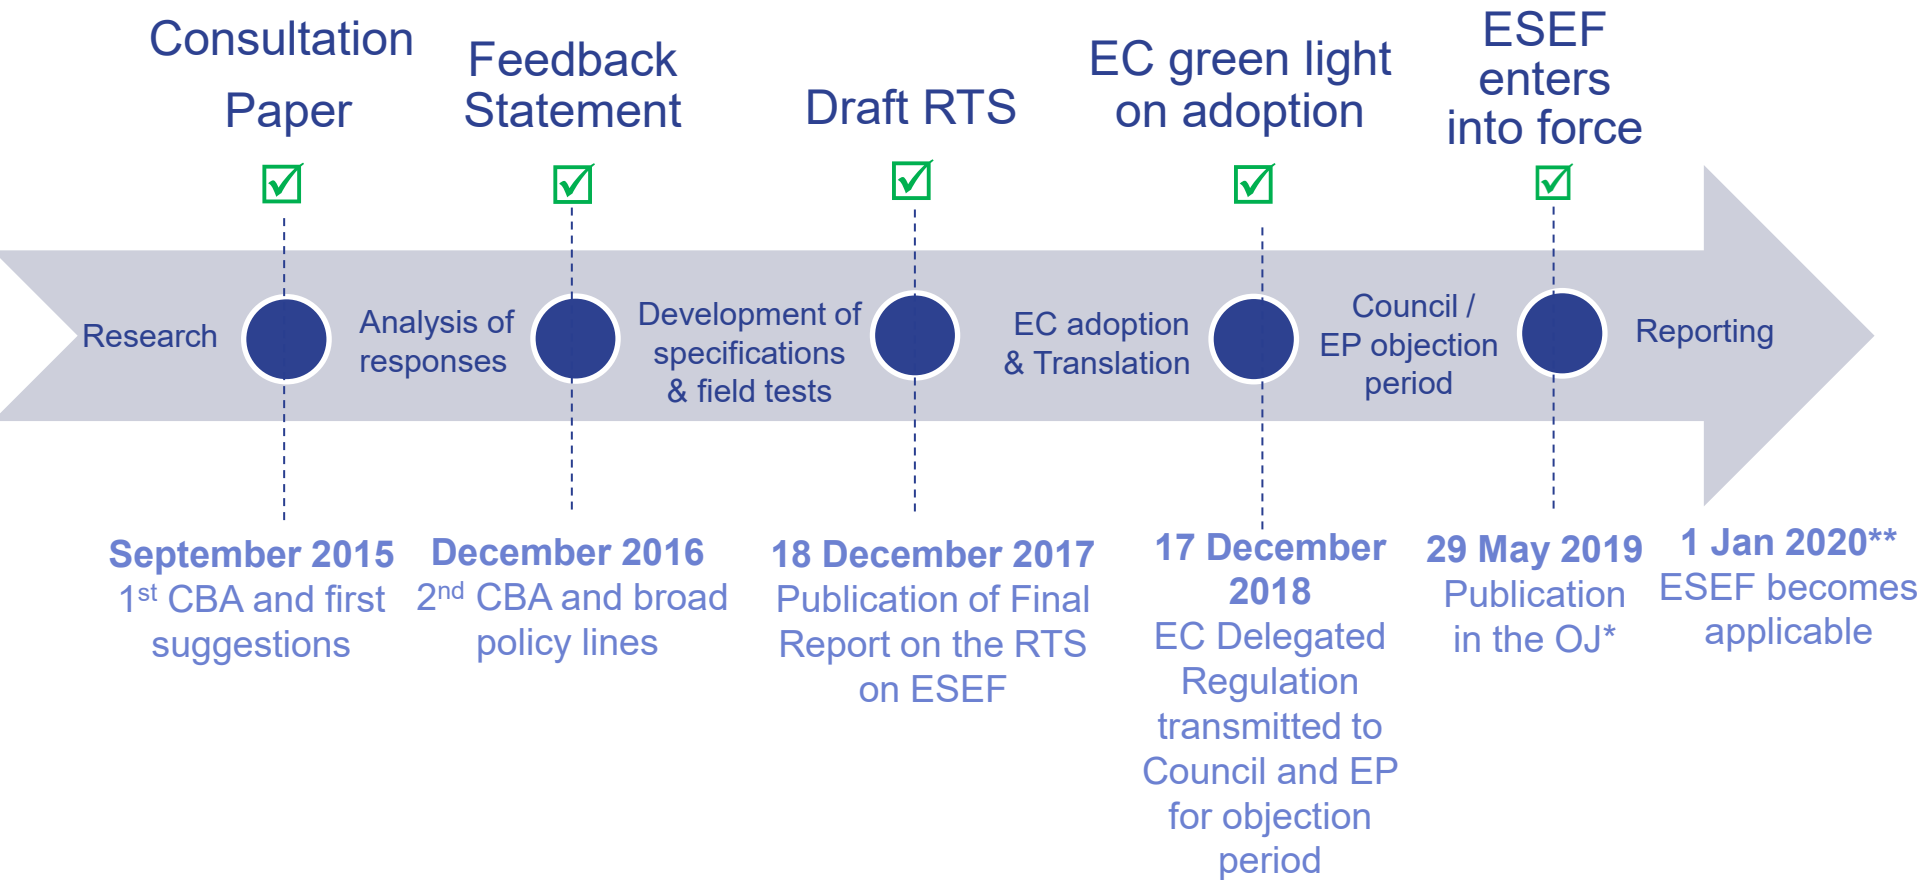 Consultation
Paper
Feedback
Statement
Draft RTS
EC green light
on adoption
ESEF
enters
into force
Research
Analysis of
responses
Development of
specifications
& field tests
EC adoption
& Translation
Council /
EP objection
period
Reporting
September 2015
1st CBA and first
suggestions
December 2016
2nd CBA and broad
policy lines
18 December 2017
Publication of Final
Report on the RTS
on ESEF
17 December
2018
EC Delegated
Regulation
transmitted to
Council and EP
for objection
period
29 May 2019
Publication
in the OJ*
1 Jan 2020**
ESEF becomes
applicable